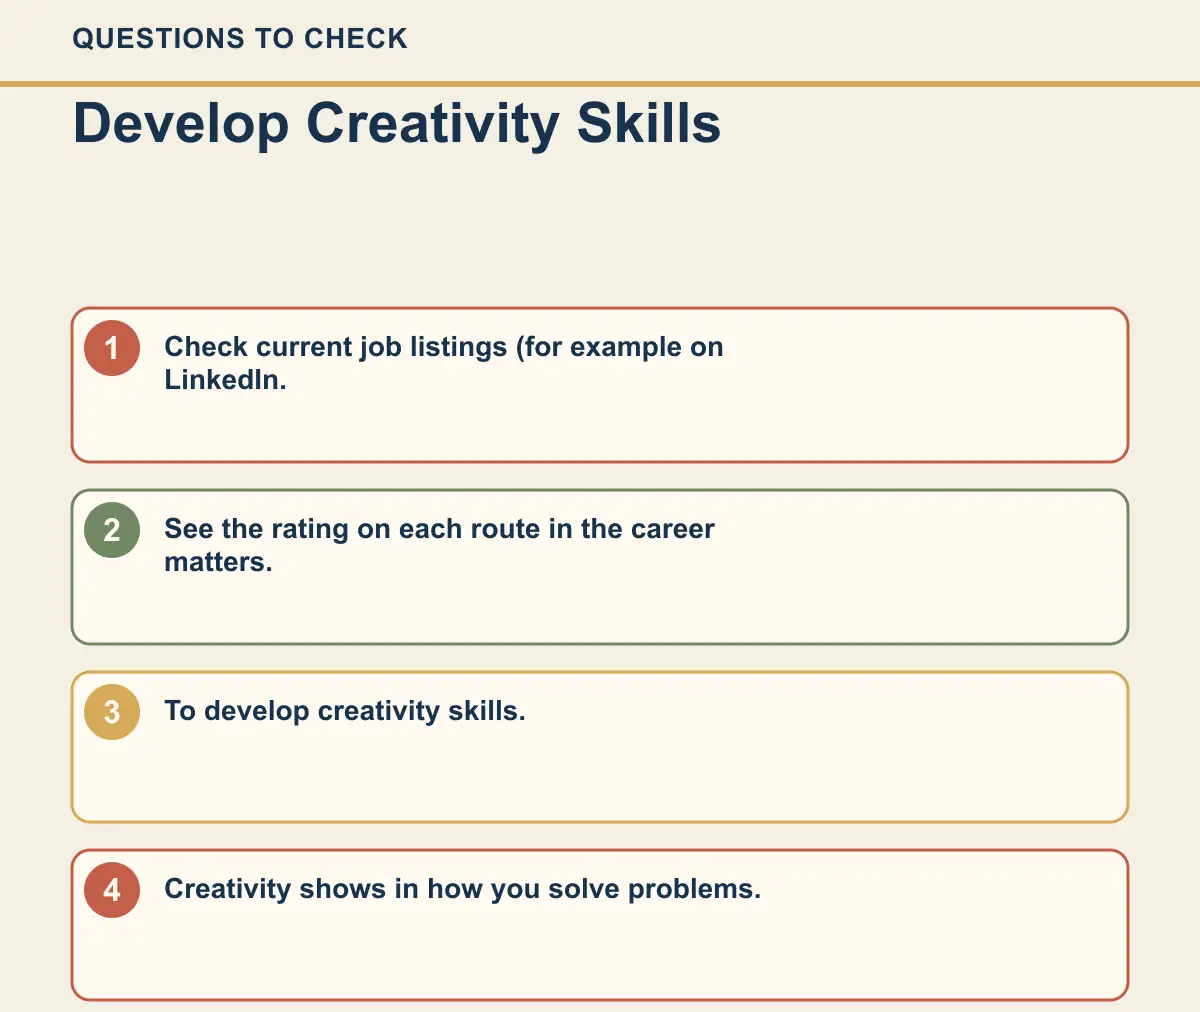 QUESTIONS TO CHECK
Develop Creativity Skills
1
Check current job listings (for example on
LinkedIn.
2
See the rating on each route in the career
matters.
3
To develop creativity skills.
4
Creativity shows in how you solve problems.